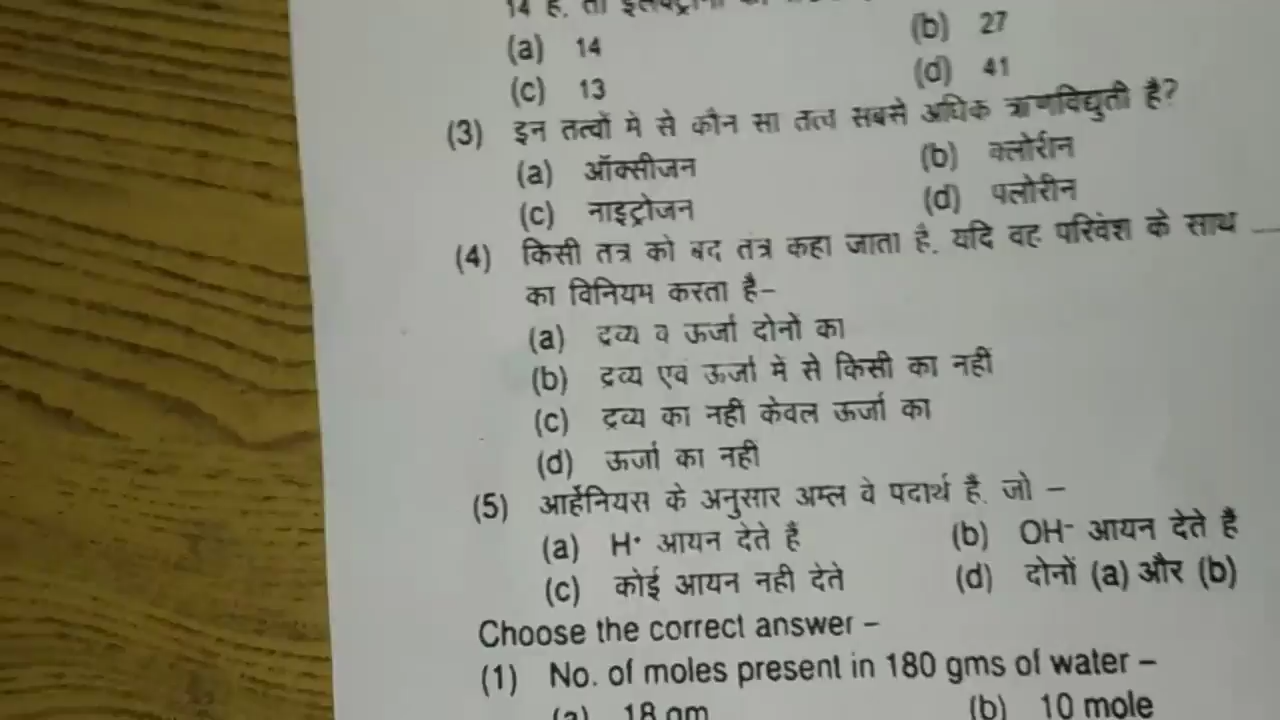 14 है, तो
(a) 14 (b) 27
(c) 13 (d) 41
(3) इन तत्वों मे से कौन सा तत्व सबसे अधिक ऋणविद्युती है?
(a) ऑक्सीजन (b) क्लोरीन
(c) नाइट्रोजन (d) फ्लोरीन
(4) किसी तंत्र को बद तंत्र कहा जाता है, यदि वह परिवेश के साथ
का विनियम करता है–
(a) द्रव्य व ऊर्जा दोनों का
(b) द्रव्य एवं ऊर्जा में से किसी का नहीं
(c) द्रव्य का नहीं केवल ऊर्जा का
(d) ऊर्जा का नहीं
(5) आर्हेनियस के अनुसार अम्ल वे पदार्थ है, जो –
(a) H+ आयन देते है (b) OH- आयन देते है
(c) कोई आयन नही देते (d) दोनों (a) और (b)
Choose the correct answer –
(1) No. of moles present in 180 gms of water –
(a) 18 gm (b) 10 mole